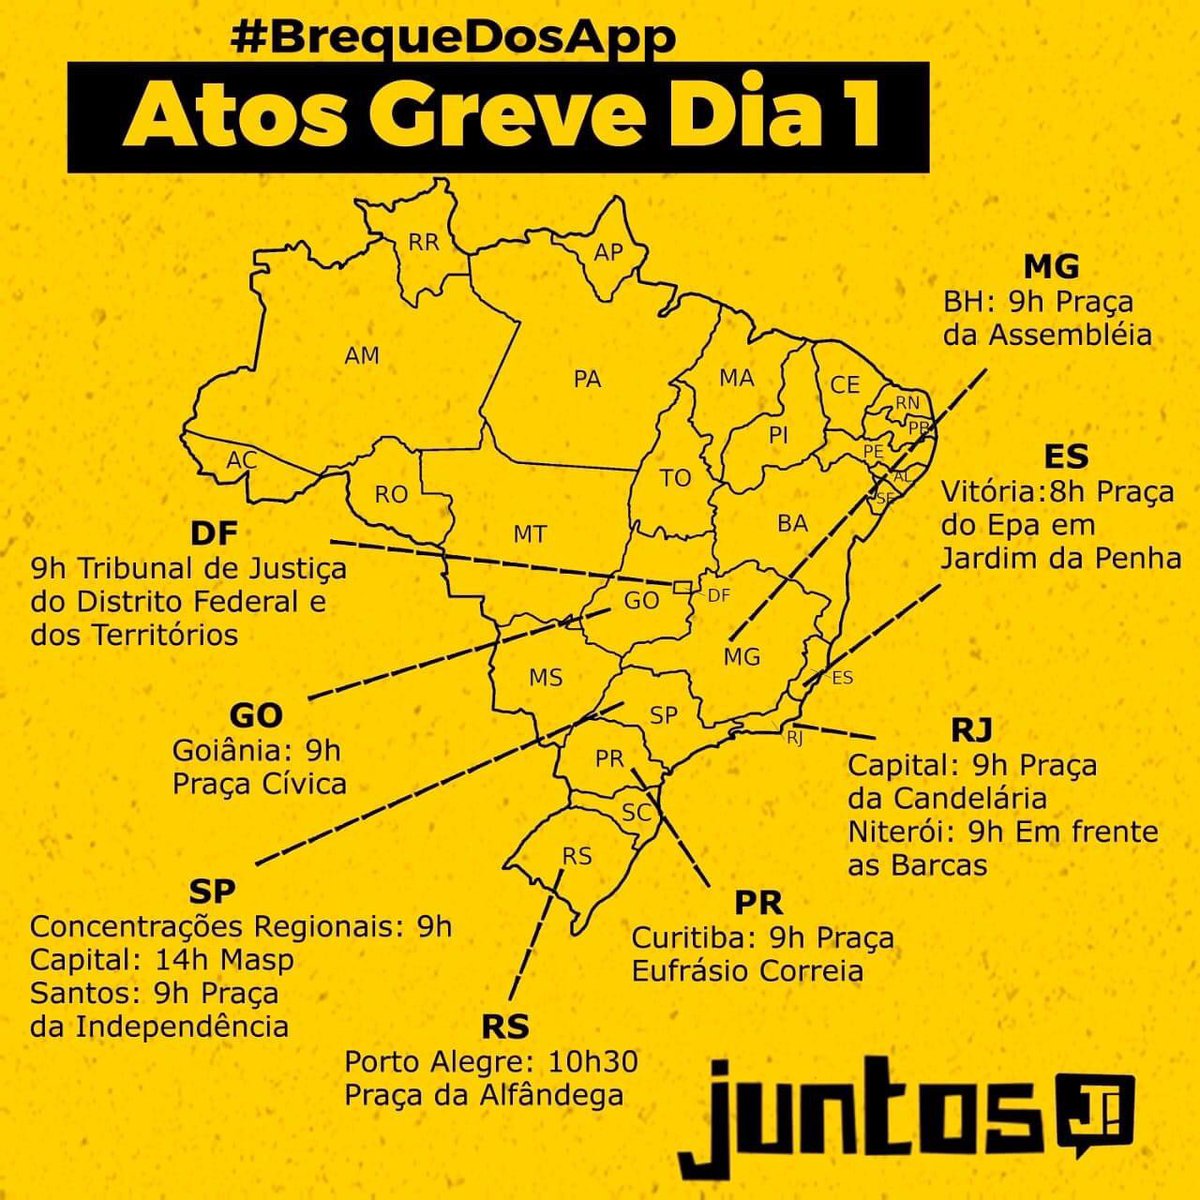 #BrequeDosApp
Atos Greve Dia 1
RR
AP
AM
PA
MA
CE
RN
PB
PI
PE
AL
SE
AC
RO
TO
BA
MT
GO
DF
MG
MS
ES
SP
RJ
PR
SC
RS
MG
BH: 9h Praça
da Assembléia
ES
Vitória:8h Praça
do Epa em
Jardim da Penha
DF
9h Tribunal de Justiça
do Distrito Federal e
dos Territórios
GO
Goiânia: 9h
Praça Cívica
RJ
Capital: 9h Praça
da Candelária
Niterói: 9h Em frente
as Barcas
SP
Concentrações Regionais: 9h
Capital: 14h Masp
Santos: 9h Praça
da Independência
PR
Curitiba: 9h Praça
Eufrásio Correia
RS
Porto Alegre: 10h30
Praça da Alfândega
juntos J!